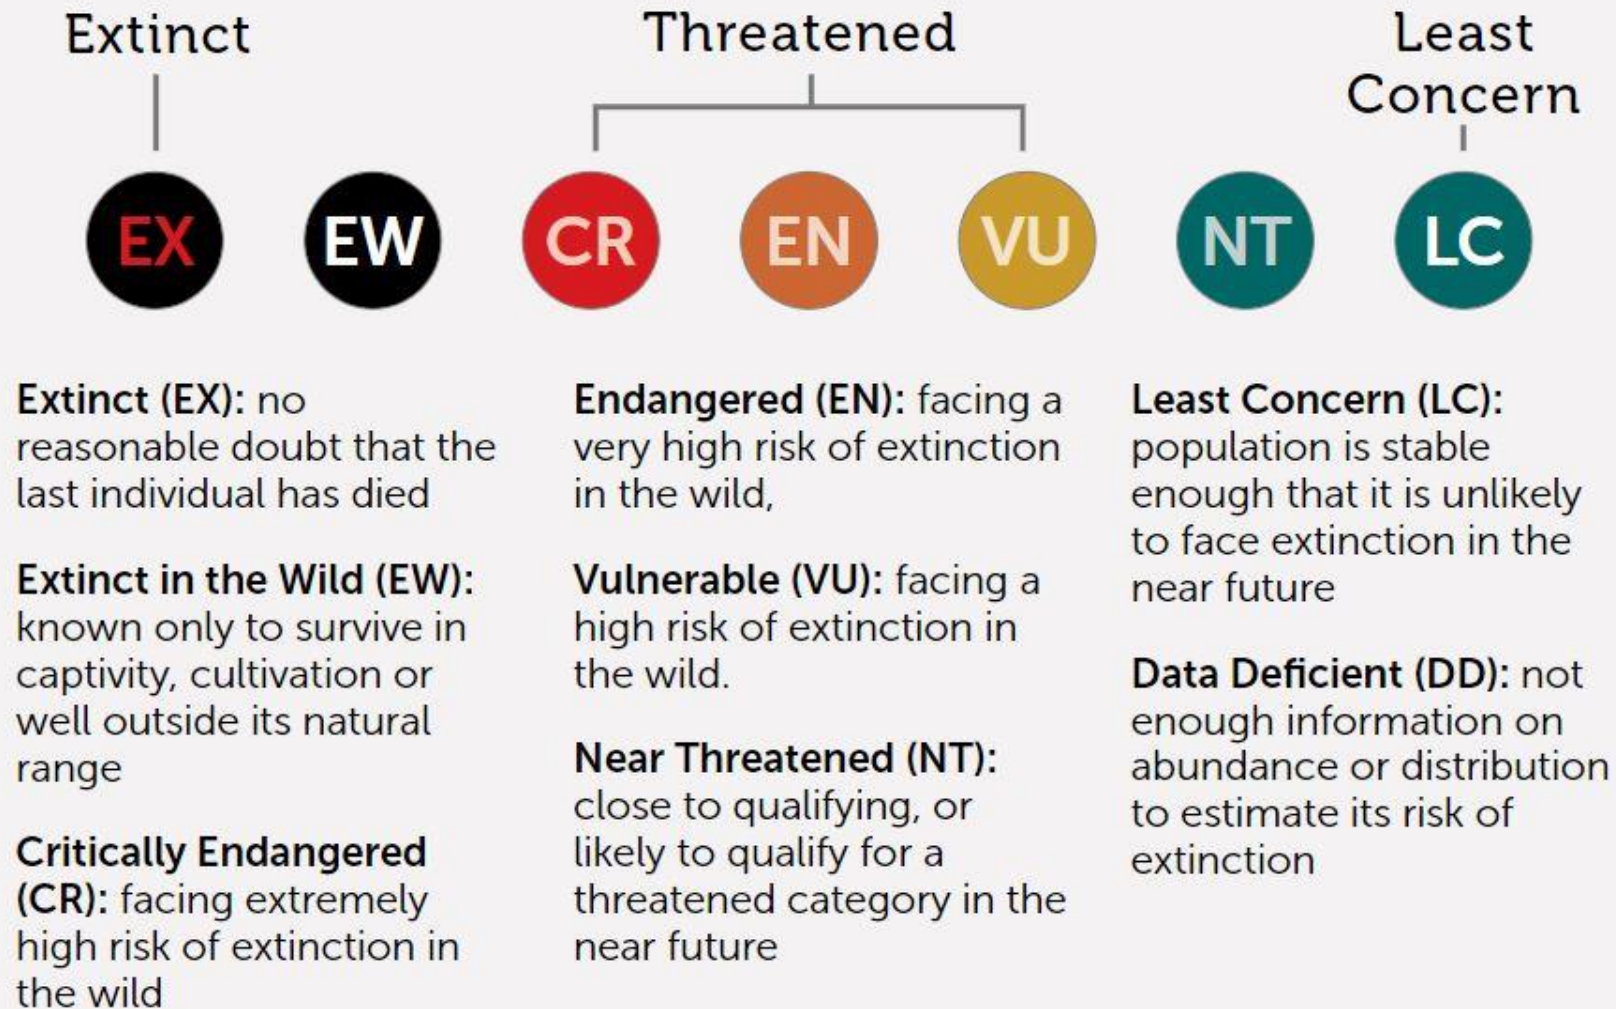 Extinct
Threatened
Least
Concern
EX
EW
CR
EN
VU
NT
LC
Extinct (EX): no
reasonable doubt that the
last individual has died
Extinct in the Wild (EW):
known only to survive in
captivity, cultivation or
well outside its natural
range
Critically Endangered
(CR): facing extremely
high risk of extinction in
the wild
Endangered (EN): facing a
very high risk of extinction
in the wild,
Vulnerable (VU): facing a
high risk of extinction in
the wild.
Near Threatened (NT):
close to qualifying, or
likely to qualify for a
threatened category in the
near future
Least Concern (LC):
population is stable
enough that it is unlikely
to face extinction in the
near future
Data Deficient (DD): not
enough information on
abundance or distribution
to estimate its risk of
extinction